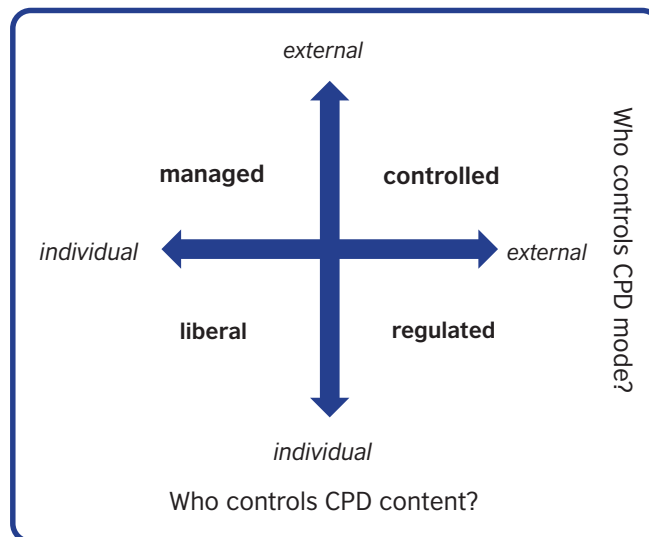 external
managed
controlled
individual
external
liberal
regulated
individual
Who controls CPD content?
Who controls CPD mode?